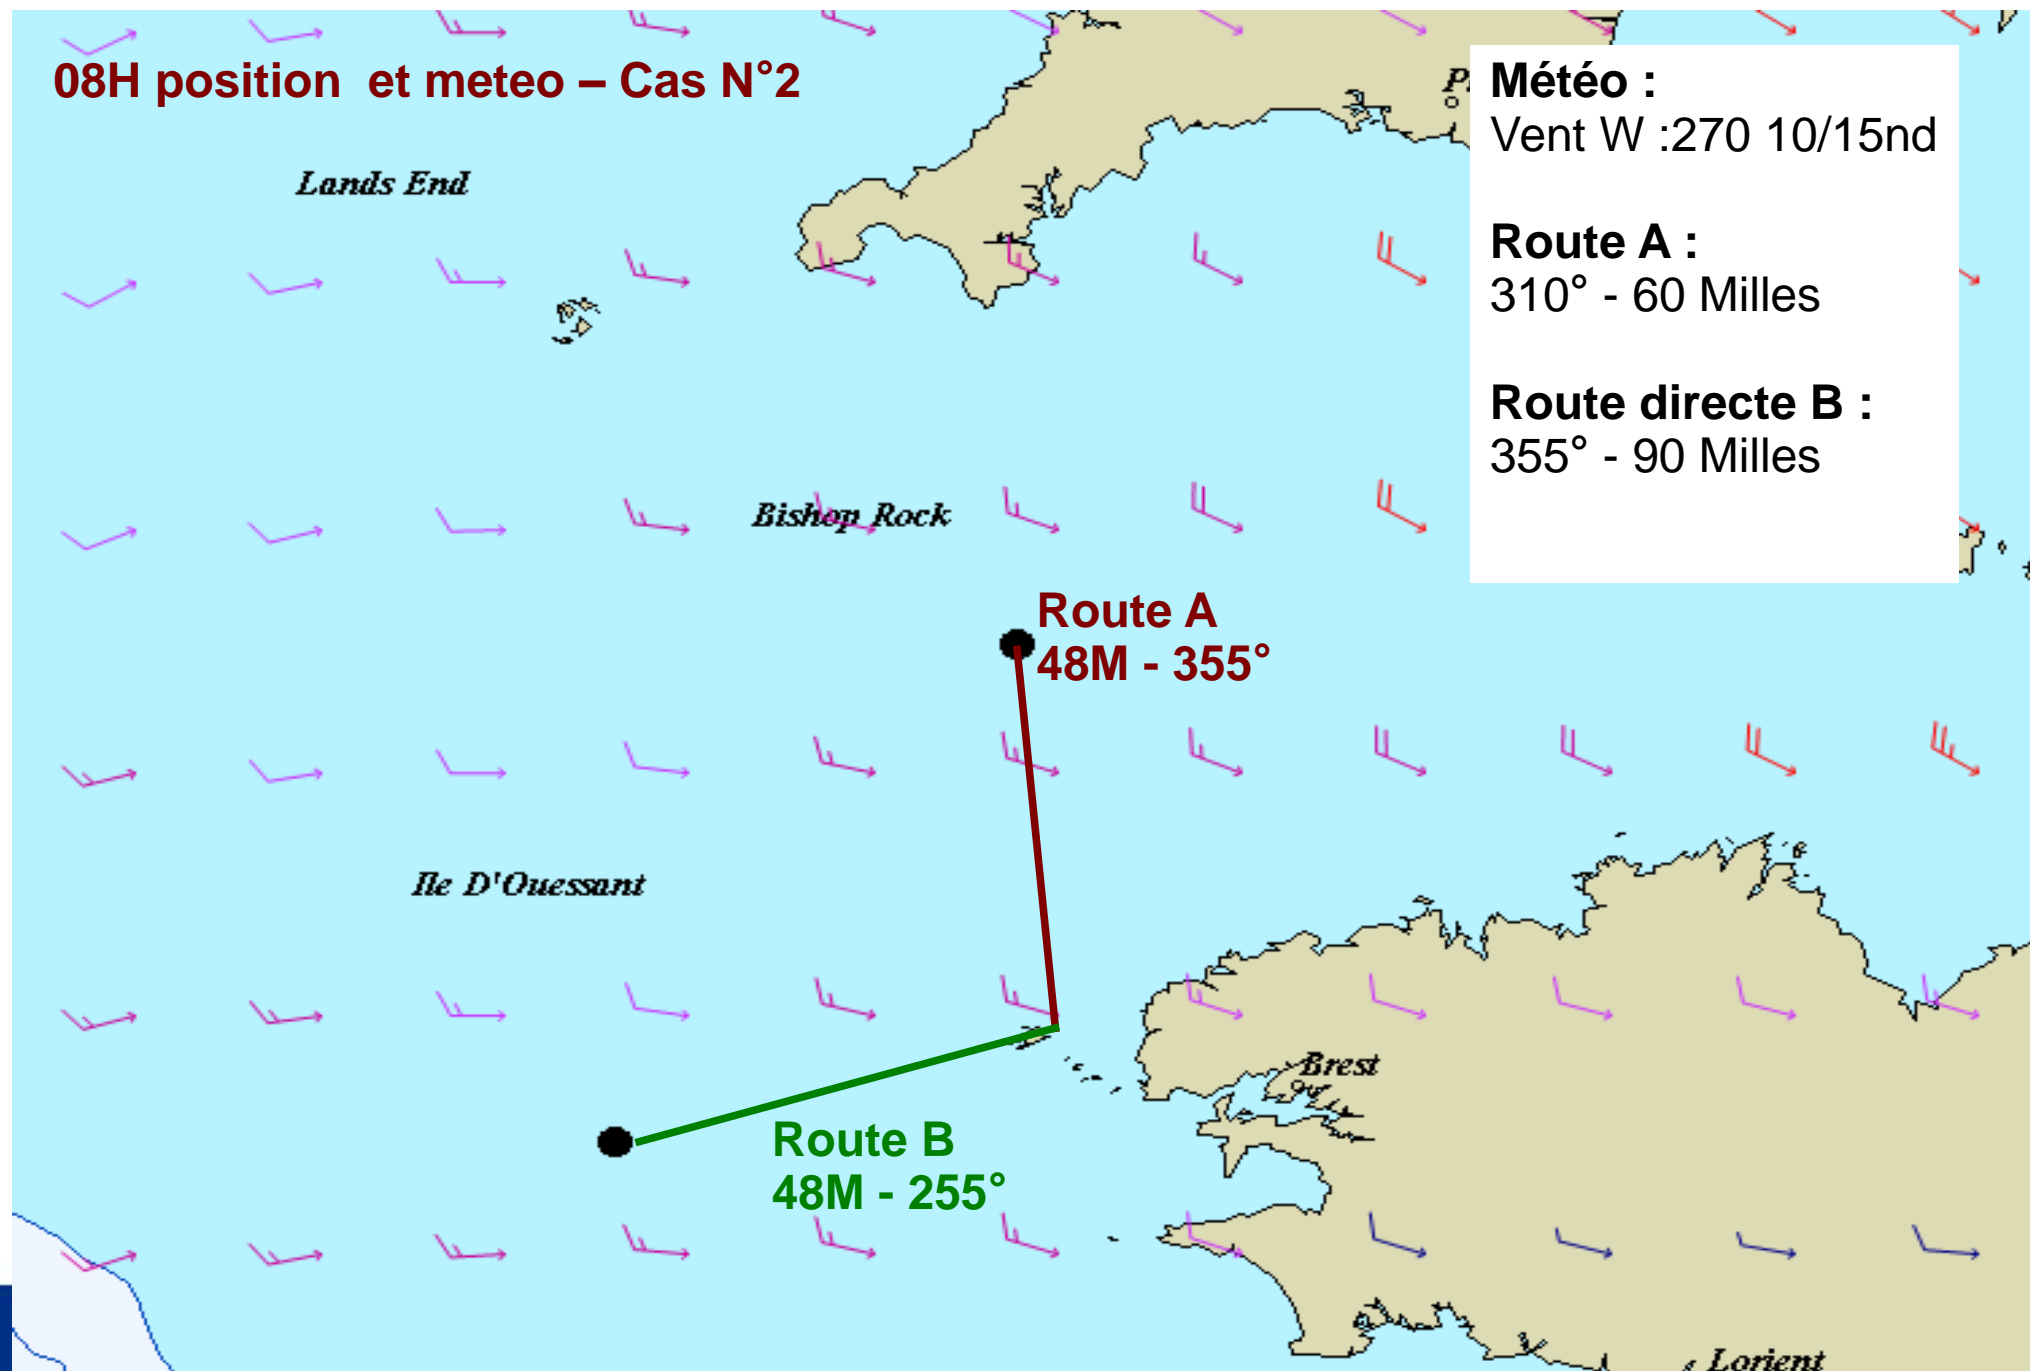 08H position et meteo – Cas N°2
Météo :
Vent W :270 10/15nd
Route A :
310° - 60 Milles
Route directe B :
355° - 90 Milles
Lands End
Bishop Rock
Route A
48M - 355°
Ile D'Ouessant
Brest
Route B
48M - 255°
Lorient